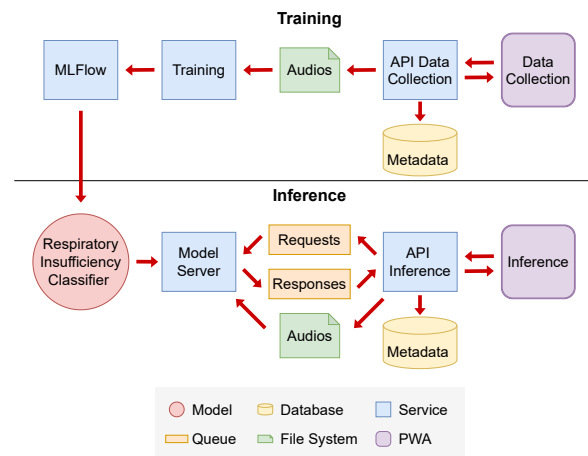 Training
MLFlow
Training
Audios
API Data
Collection
Data
Collection
Metadata
Inference
Respiratory
Insufficiency
Classifier
Model
Server
Requests
Responses
Audios
API
Inference
Inference
Metadata
Model
Database
Service
Queue
File System
PWA